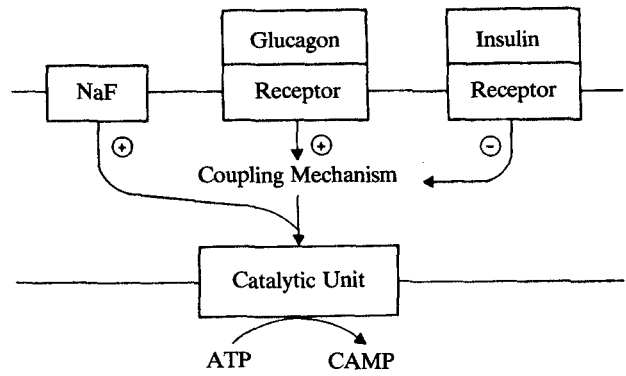 Glucagon
Insulin
NaF
Receptor
Receptor
+
+
−
Coupling Mechanism
Catalytic Unit
ATP
CAMP